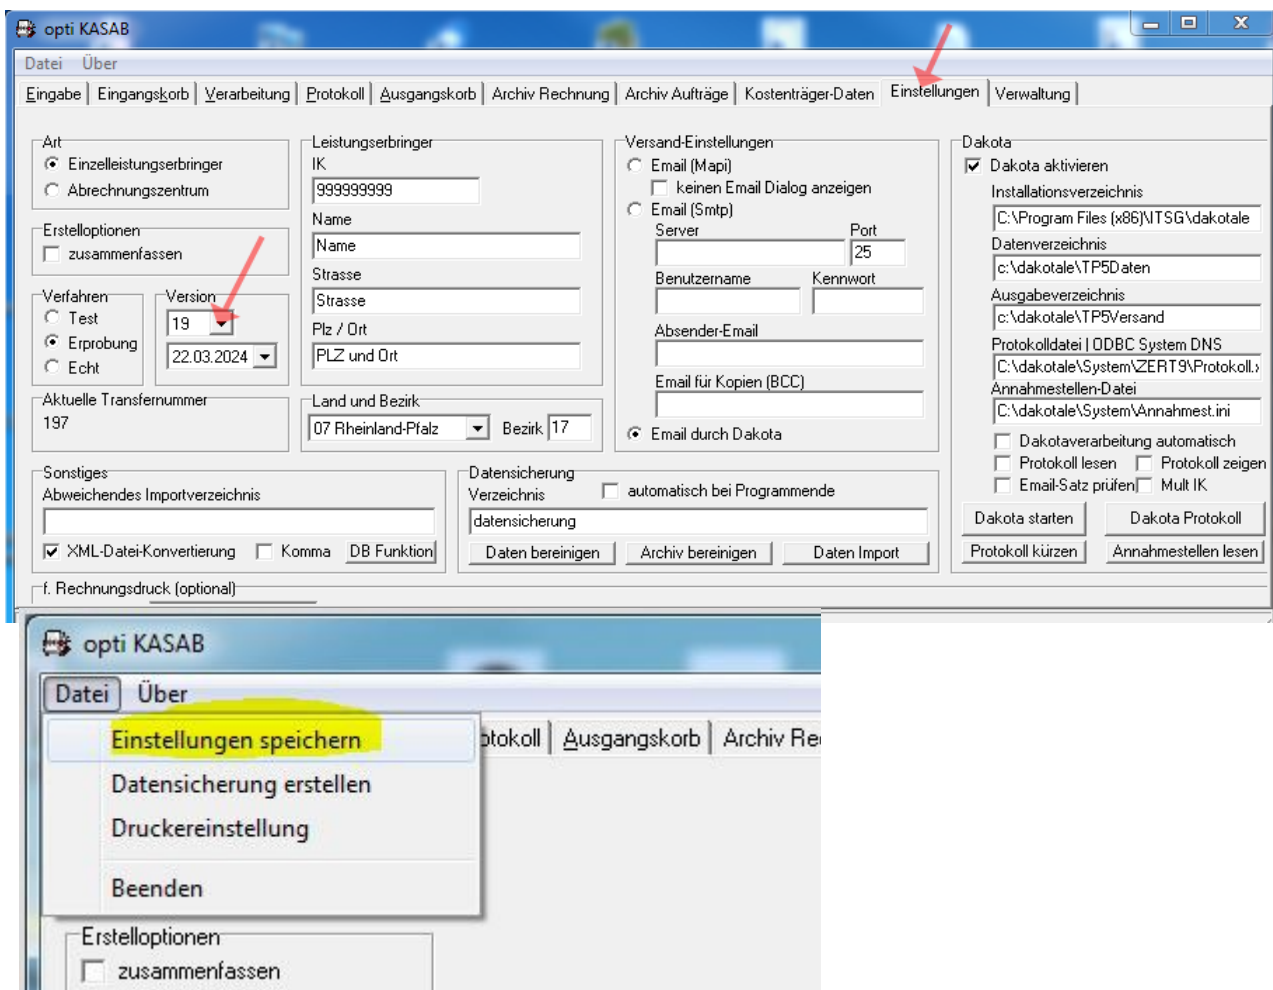 opti KASAB
Datei Über
Eingabe Eingangskorb Verarbeitung Protokoll Ausgangskorb Archiv Rechnung Archiv Aufträge Kostenträger-Daten Einstellungen Verwaltung
Art
Einzelleistungserbringer
Abrechnungszentrum
Erstelloptionen
zusammenfassen
Verfahren
Test
Erprobung
Echt
Version
19
22.03.2024
Aktuelle Transfernummer
197
Leistungserbringer
IK
999999999
Name
Name
Strasse
Strasse
Plz / Ort
PLZ und Ort
Land und Bezirk
07 Rheinland-Pfalz Bezirk 17
Versand-Einstellungen
Email (Mapi)
keinen Email Dialog anzeigen
Email (Smtp)
Server Port
25
Benutzername Kennwort
Absender-Email
Email für Kopien (BCC)
Email durch Dakota
Dakota
Dakota aktivieren
Installationsverzeichnis
C:\Program Files (x86)\ITSG\dakotale
Datenverzeichnis
c:\dakotale\TP5Daten
Ausgabeverzeichnis
c:\dakotale\TP5Versand
Protokolldatei | ODBC System DNS
C:\dakotale\System\ZERT9\Protokoll.
Annahmestellen-Datei
C:\dakotale\System\Annahmest.ini
Dakotaverarbeitung automatisch
Protokoll lesen Protokoll zeigen
Email-Satz prüfen Mult IK
Dakota starten Dakota Protokoll
Protokoll kürzen Annahmestellen lesen
Sonstiges
Abweichendes Importverzeichnis
XML-Datei-Konvertierung Komma DB Funktion
Datensicherung
Verzeichnis automatisch bei Programmende
datensicherung
Daten bereinigen Archiv bereinigen Daten Import
f. Rechnungsdruck (optional)
opti KASAB
Datei Über
Einstellungen speichern
Datensicherung erstellen
Druckereinstellung
Beenden
otokoll Ausgangskorb Archiv Re
Erstelloptionen
zusammenfassen